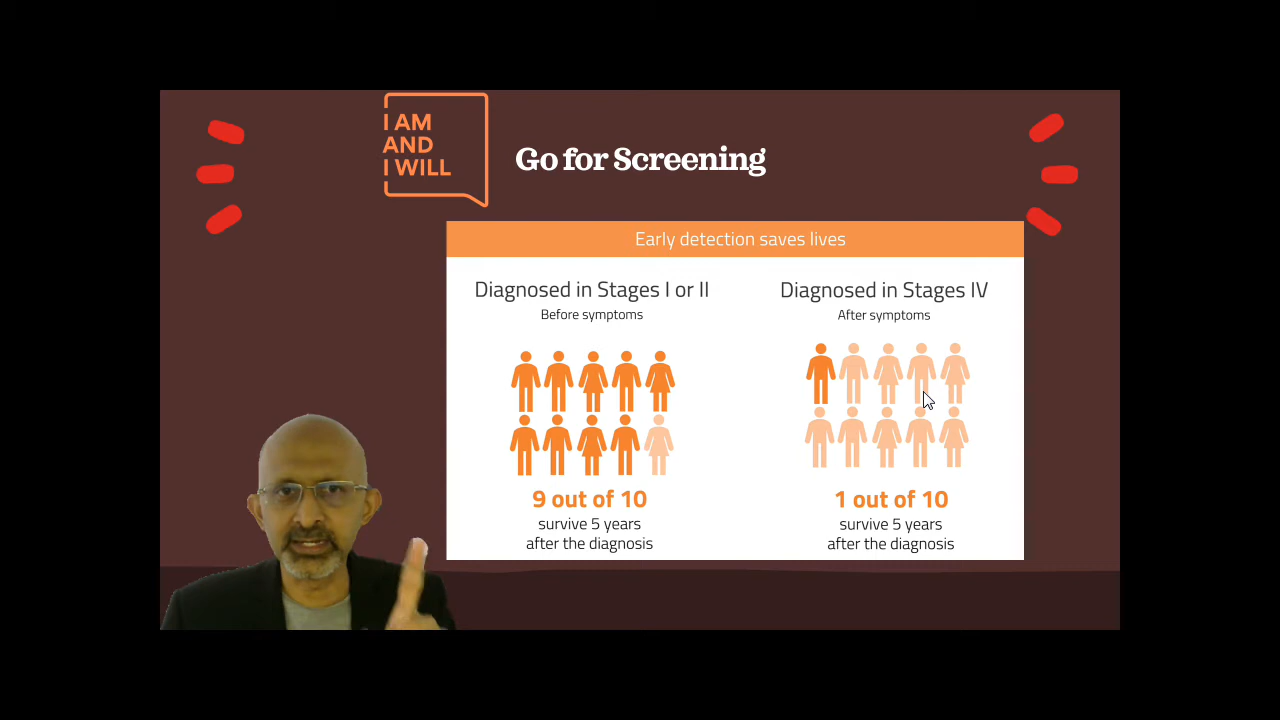 I AM
AND
I WILL
Go for Screening
Early detection saves lives
Diagnosed in Stages I or II
Before symptoms
9 out of 10
survive 5 years
after the diagnosis
Diagnosed in Stages IV
After symptoms
1 out of 10
survive 5 years
after the diagnosis